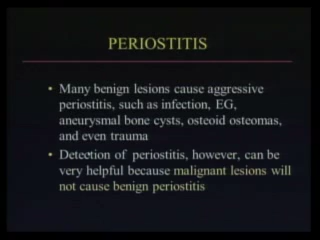 PERIOSTITIS
• Many benign lesions cause aggressive
periostitis, such as infection, EG,
aneurysmal bone cysts, osteoid osteomas,
and even trauma
• Detection of periostitis, however, can be
very helpful because malignant lesions will
not cause benign periostitis